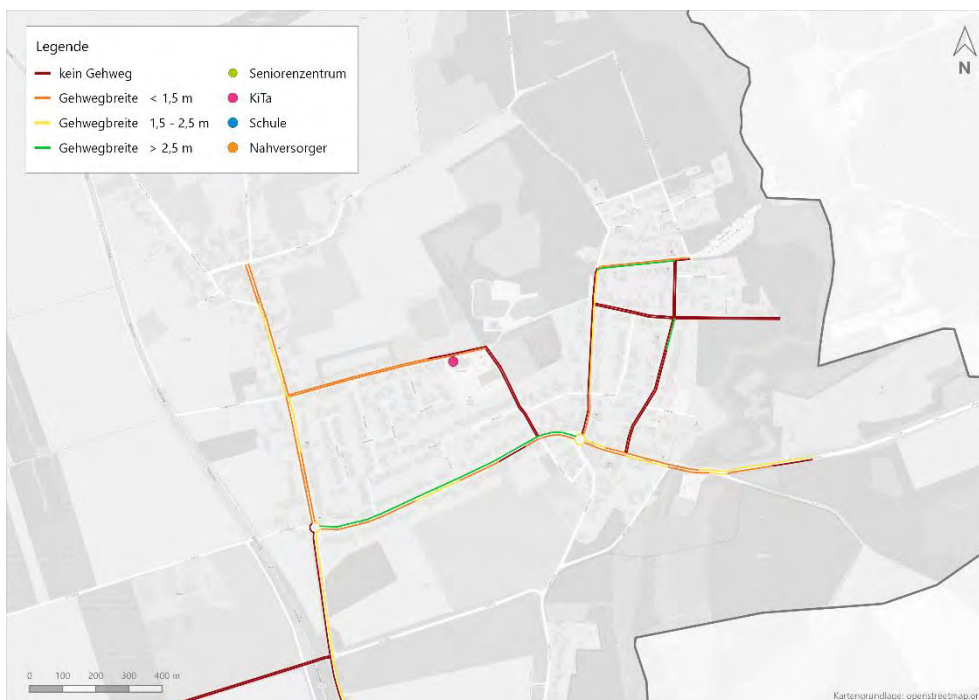 Legende
kein Gehweg
Gehwegbreite < 1,5 m
Gehwegbreite 1,5 - 2,5 m
Gehwegbreite > 2,5 m
Seniorenzentrum
KiTa
Schule
Nahversorger
N
0 100 200 300 400 m
Kartengrundlage: openstreetmap.or